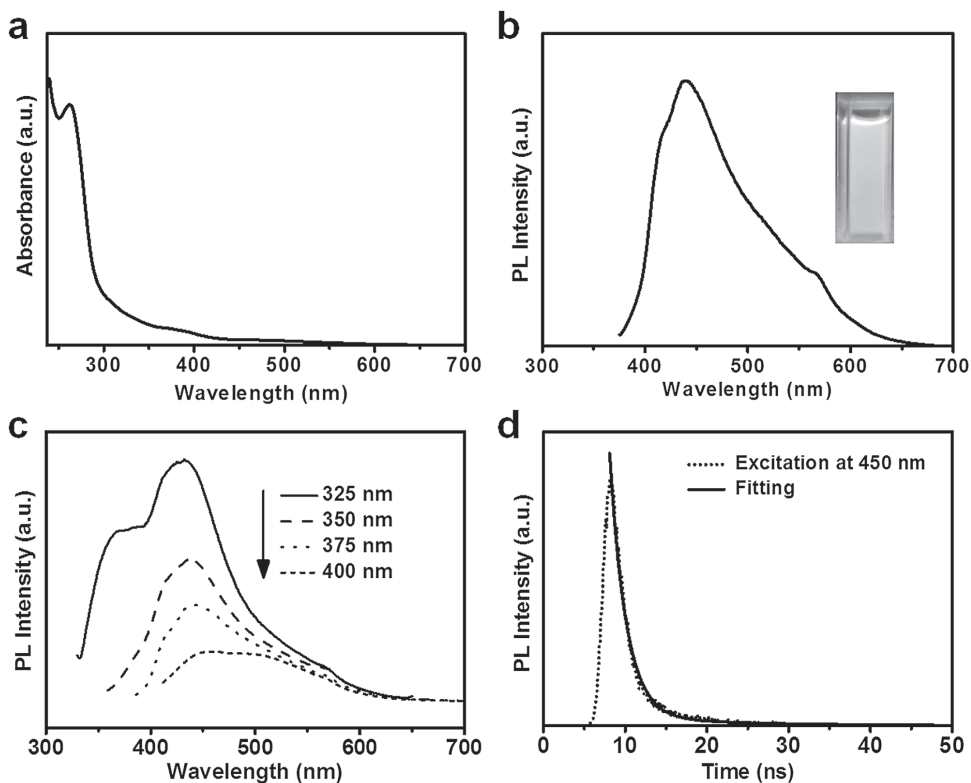 a
Absorbance (a.u.)
300 400 500 600 700
Wavelength (nm)
b
PL Intensity (a.u.)
300 400 500 600 700
Wavelength (nm)
c
PL Intensity (a.u.)
325 nm
350 nm
375 nm
400 nm
300 400 500 600 700
Wavelength (nm)
d
PL Intensity (a.u.)
Excitation at 450 nm
Fitting
0 10 20 30 40 50
Time (ns)